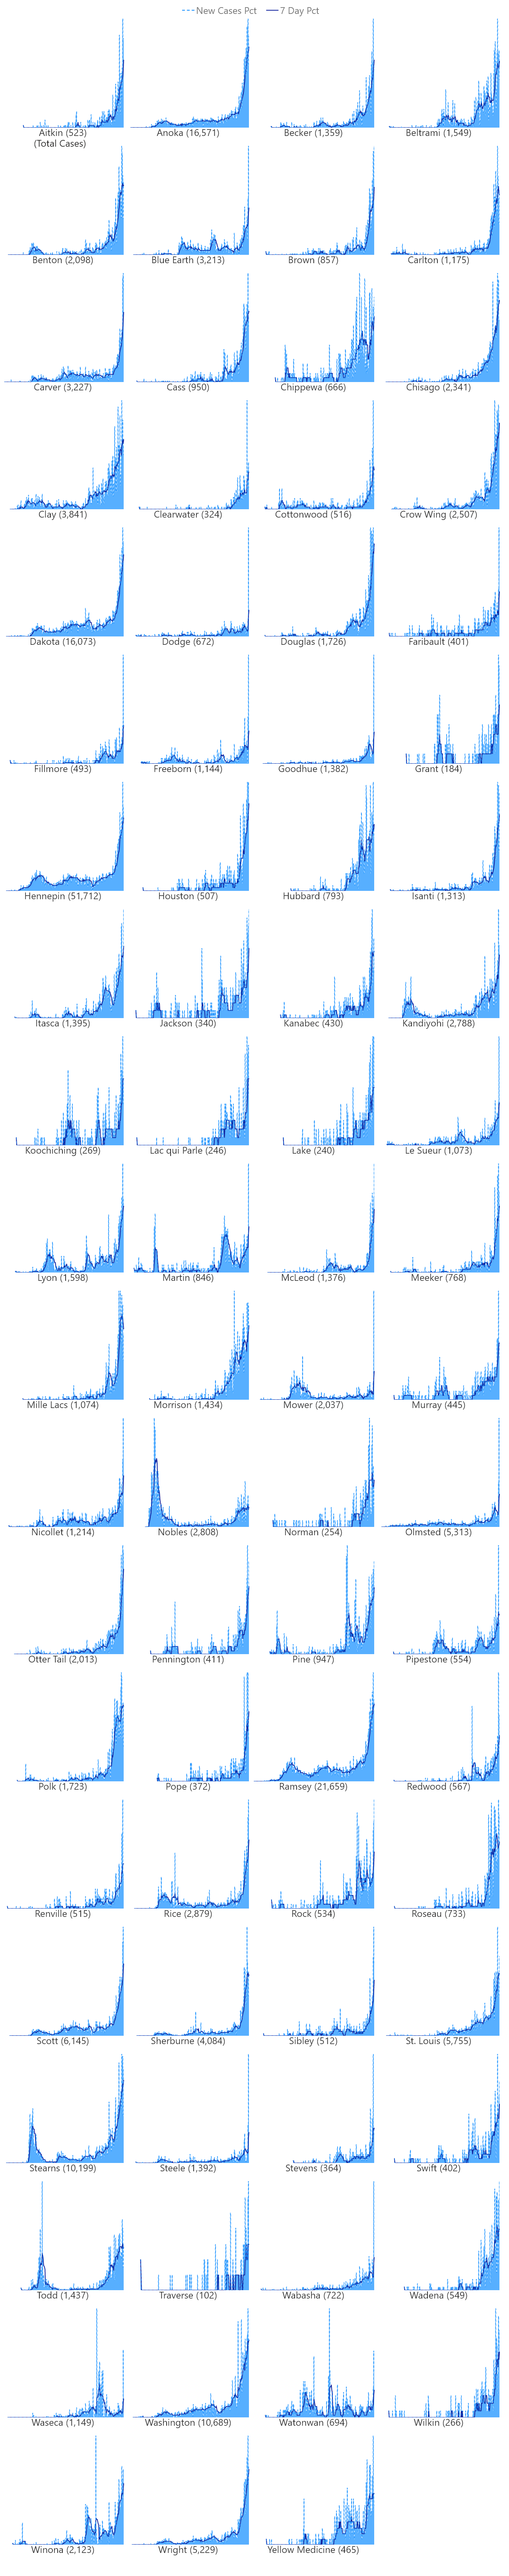 New Cases Pct 7 Day Pct
Aitkin (523) Anoka (16,571) Becker (1,359) Beltrami (1,549)
(Total Cases)
Benton (2,098) Blue Earth (3,213) Brown (857) Carlton (1,175)
Carver (3,227) Cass (950) Chippewa (666) Chisago (2,341)
Clay (3,841) Clearwater (324) Cottonwood (516) Crow Wing (2,507)
Dakota (16,073) Dodge (672) Douglas (1,726) Faribault (401)
Fillmore (493) Freeborn (1,144) Goodhue (1,382) Grant (184)
Hennepin (51,712) Houston (507) Hubbard (793) Isanti (1,313)
Itasca (1,395) Jackson (340) Kanabec (430) Kandiyohi (2,788)
Koochiching (269) Lac qui Parle (246) Lake (240) Le Sueur (1,073)
Lyon (1,598) Martin (846) McLeod (1,376) Meeker (768)
Mille Lacs (1,074) Morrison (1,434) Mower (2,037) Murray (445)
Nicollet (1,214) Nobles (2,808) Norman (254) Olmsted (5,313)
Otter Tail (2,013) Pennington (411) Pine (947) Pipestone (554)
Polk (1,723) Pope (372) Ramsey (21,659) Redwood (567)
Renville (515) Rice (2,879) Rock (534) Roseau (733)
Scott (6,145) Sherburne (4,084) Sibley (512) St. Louis (5,755)
Stearns (10,199) Steele (1,392) Stevens (364) Swift (402)
Todd (1,437) Traverse (102) Wabasha (722) Wadena (549)
Waseca (1,149) Washington (10,689) Watonwan (694) Wilkin (266)
Winona (2,123) Wright (5,229) Yellow Medicine (465)